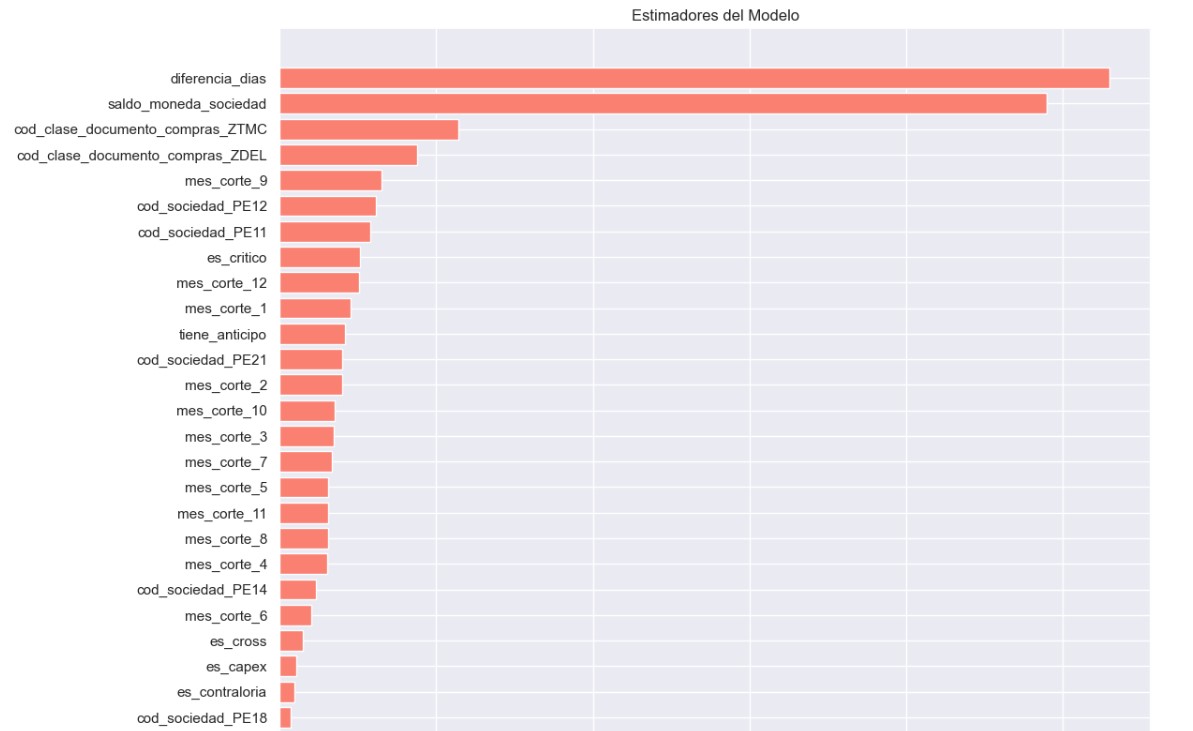 Estimadores del Modelo
diferencia_dias
saldo_moneda_sociedad
cod_clase_documento_compras_ZTMC
cod_clase_documento_compras_ZDEL
mes_corte_9
cod_sociedad_PE12
cod_sociedad_PE11
es_critico
mes_corte_12
mes_corte_1
tiene_anticipo
cod_sociedad_PE21
mes_corte_2
mes_corte_10
mes_corte_3
mes_corte_7
mes_corte_5
mes_corte_11
mes_corte_8
mes_corte_4
cod_sociedad_PE14
mes_corte_6
es_cross
es_capex
es_contraloria
cod_sociedad_PE18